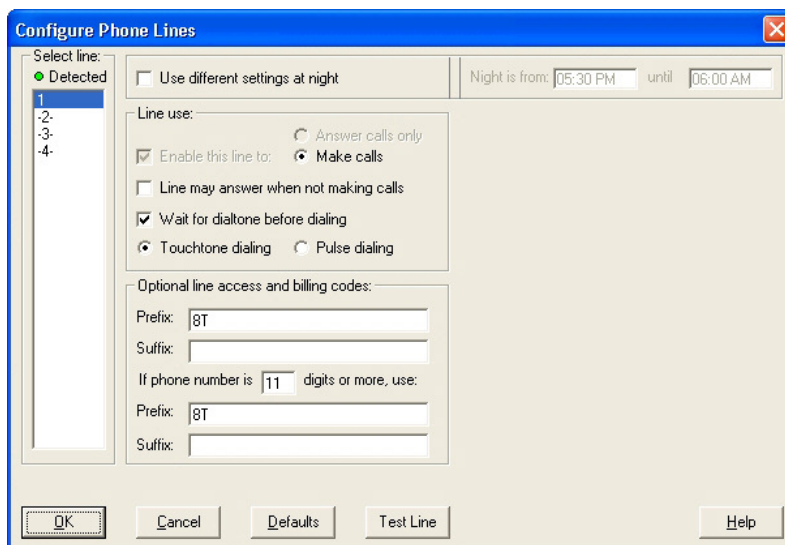 Configure Phone Lines
Select line:
Detected
1
-2-
-3-
-4-
Use different settings at night
Night is from: 05:30 PM until 06:00 AM
Line use:
Answer calls only
Enable this line to: Make calls
Line may answer when not making calls
Wait for dialtone before dialing
Touchtone dialing Pulse dialing
Optional line access and billing codes:
Prefix: 8T
Suffix:
If phone number is 11 digits or more, use:
Prefix: 8T
Suffix:
OK Cancel Defaults Test Line Help